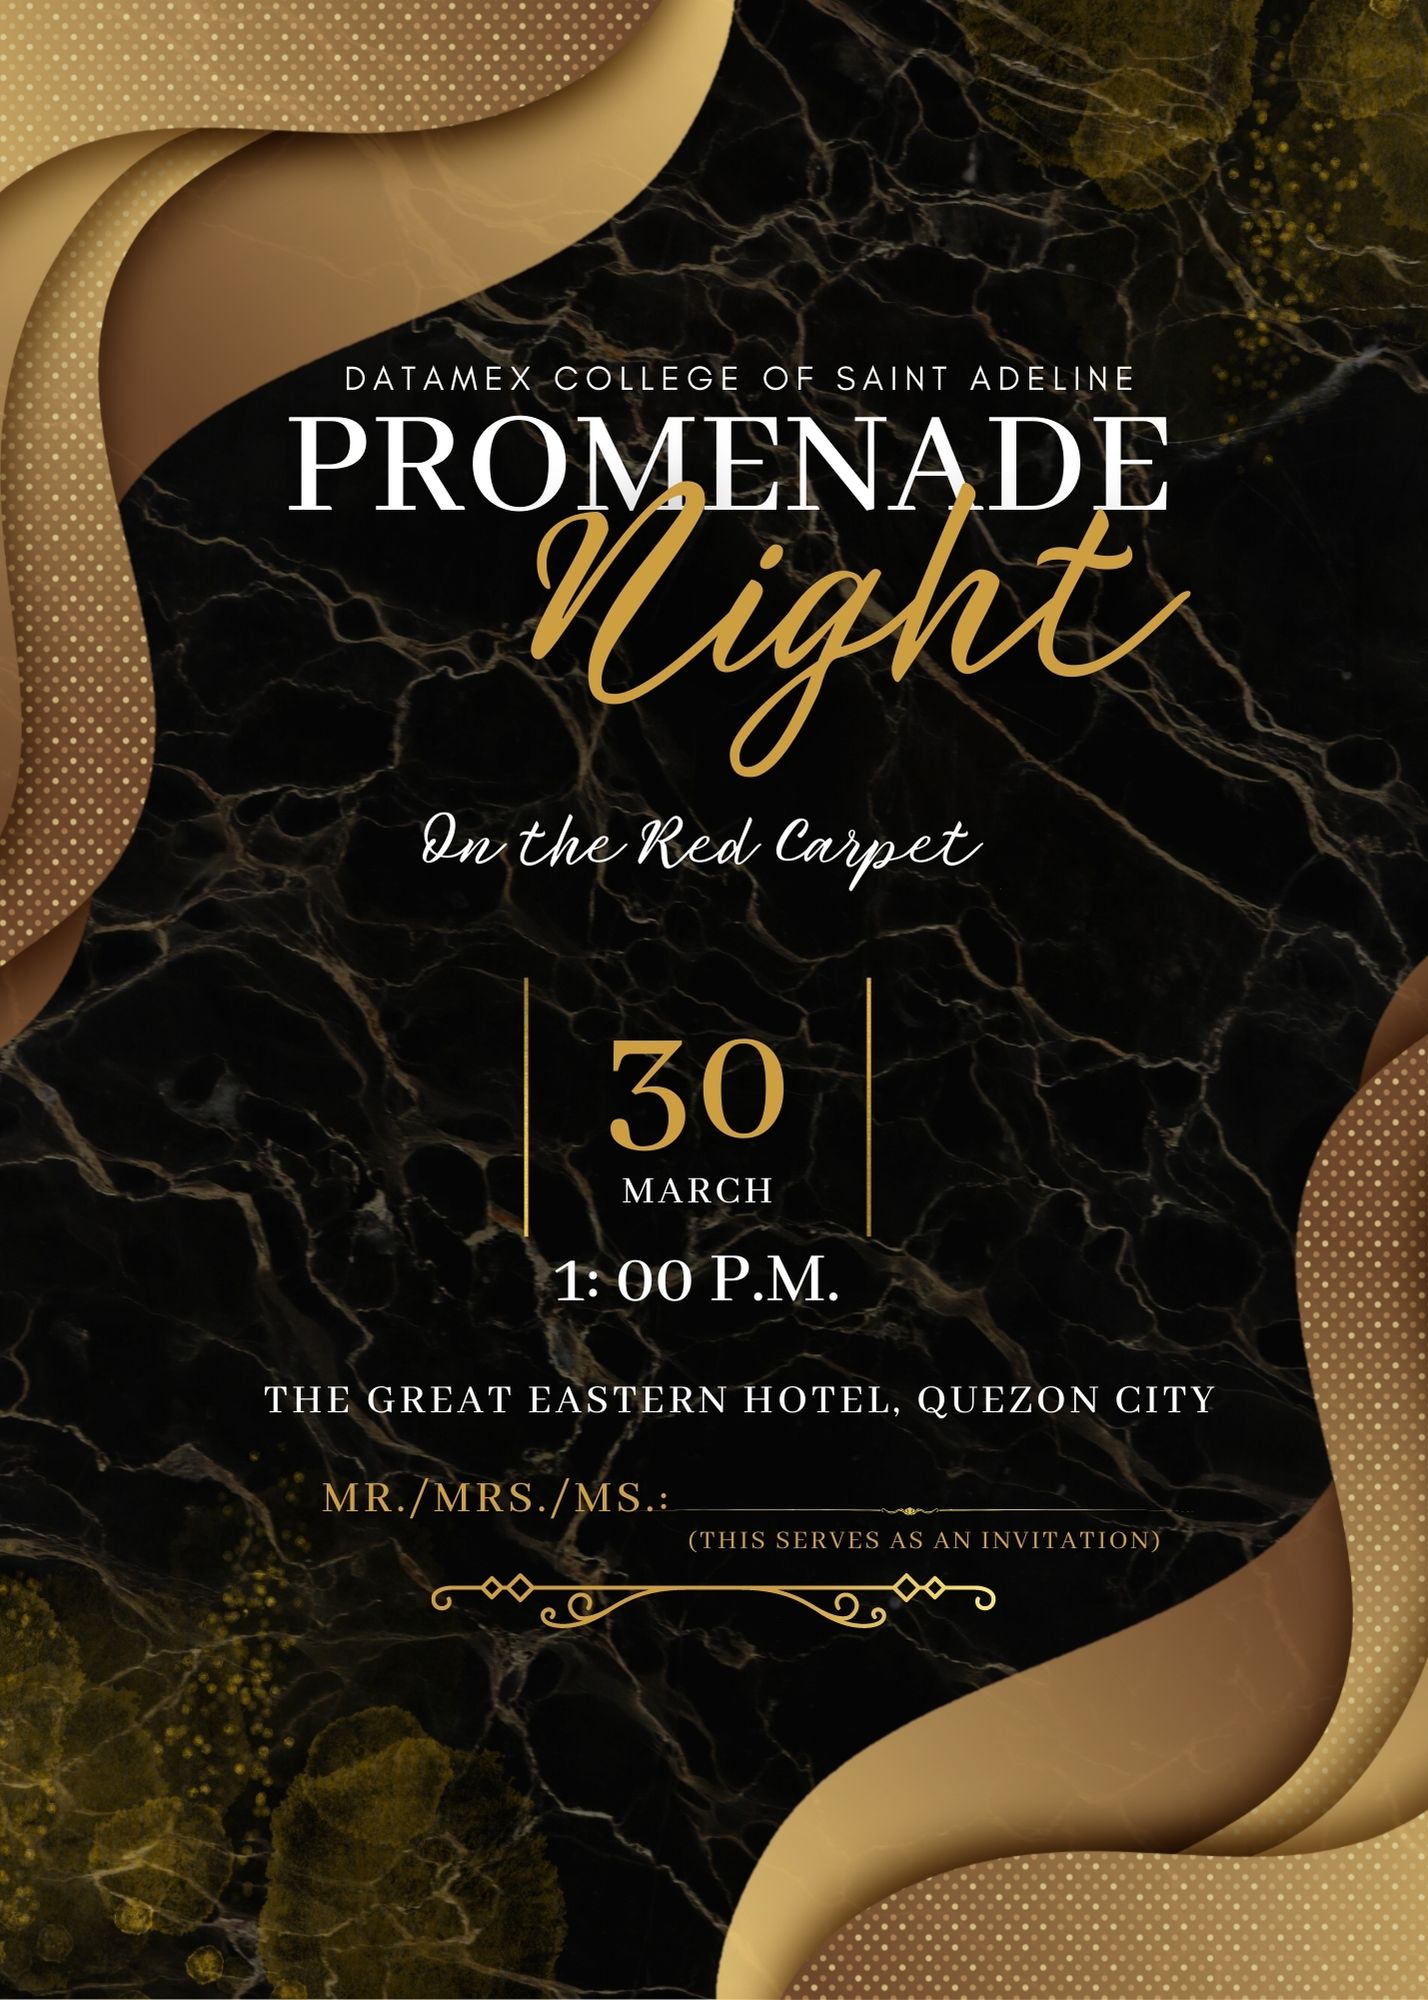 DATAMEX COLLEGE OF SAINT ADELINE
PROMENADE
Night
On the Red Carpet
30
MARCH
1: 00 P.M.
THE GREAT EASTERN HOTEL, QUEZON CITY
MR./MRS./MS.:
(THIS SERVES AS AN INVITATION)